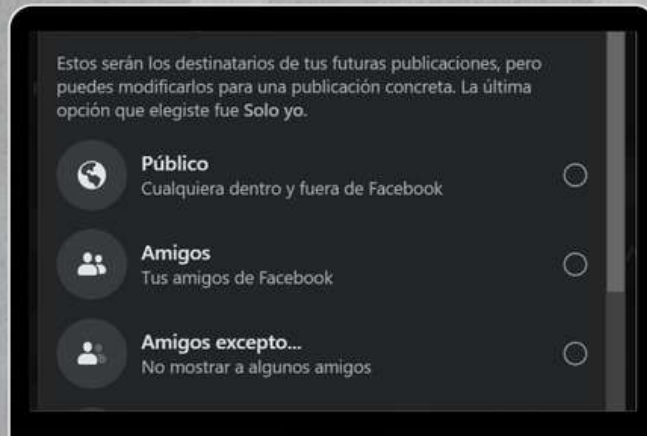 Estos serán los destinatarios de tus futuras publicaciones, pero
puedes modificarlos para una publicación concreta. La última
opción que elegiste fue Solo yo.
Público
Cualquiera dentro y fuera de Facebook
Amigos
Tus amigos de Facebook
Amigos excepto...
No mostrar a algunos amigos